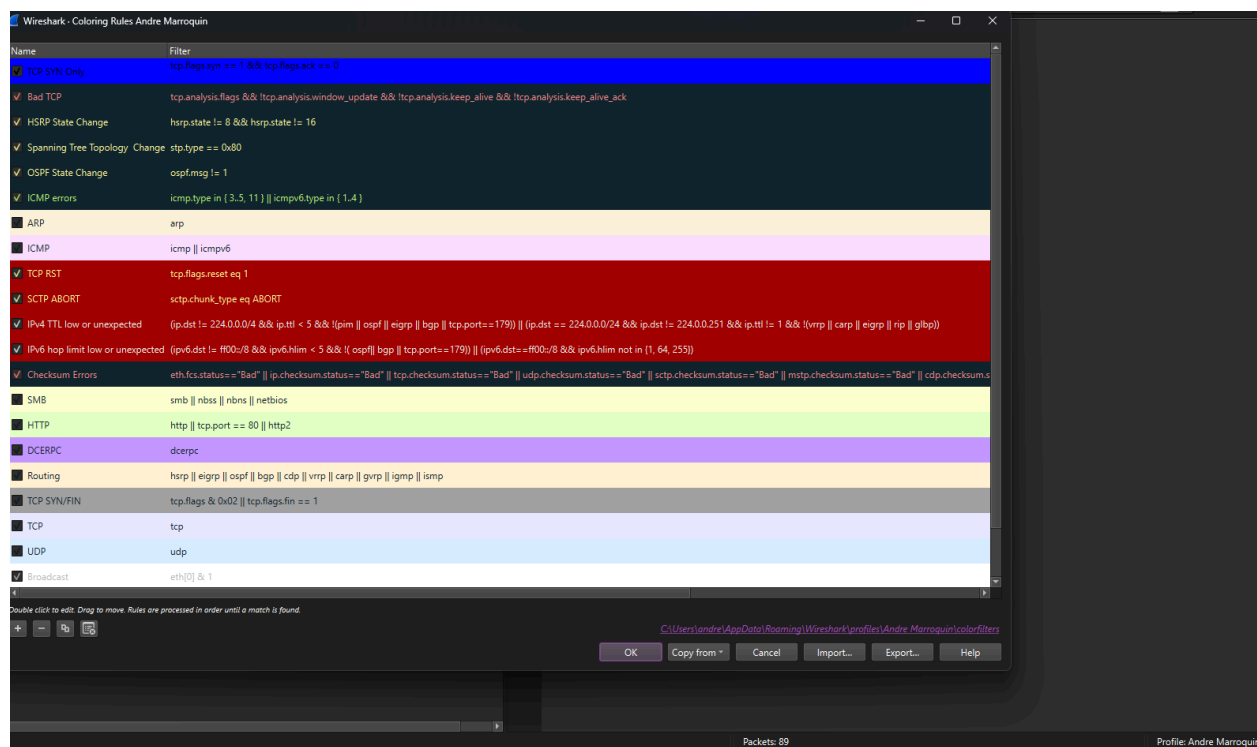 Wireshark · Coloring Rules Andre Marroquin
Name Filter
TCP SYN Only tcp.flags.syn == 1 && tcp.flags.ack == 0
Bad TCP tcp.analysis.flags && !tcp.analysis.window_update && !tcp.analysis.keep_alive && !tcp.analysis.keep_alive_ack
HSRP State Change hsrp.state != 8 && hsrp.state != 16
Spanning Tree Topology Change stp.type == 0x80
OSPF State Change ospf.msg != 1
ICMP errors icmp.type in { 3..5, 11 } || icmpv6.type in { 1..4 }
ARP arp
ICMP icmp || icmpv6
TCP RST tcp.flags.reset eq 1
SCTP ABORT sctp.chunk_type eq ABORT
IPv4 TTL low or unexpected (ip.dst != 224.0.0.0/4 && ip.ttl < 5 && !(pim || ospf || eigrp || bgp || tcp.port==179)) || (ip.dst == 224.0.0.0/24 && ip.dst != 224.0.0.251 && ip.ttl != 1 && !(vrrp || carp || eigrp || rip || glbp))
IPv6 hop limit low or unexpected (ipv6.dst != ff00::/8 && ipv6.hlim < 5 && !( ospf|| bgp || tcp.port==179)) || (ipv6.dst==ff00::/8 && ipv6.hlim not in {1, 64, 255})
Checksum Errors eth.fcs.status=="Bad" || ip.checksum.status=="Bad" || tcp.checksum.status=="Bad" || udp.checksum.status=="Bad" || sctp.checksum.status=="Bad" || mstp.checksum.status=="Bad" || cdp.checksum.s
SMB smb || nbss || nbns || netbios
HTTP http || tcp.port == 80 || http2
DCERPC dcerpc
Routing hsrp || eigrp || ospf || bgp || cdp || vrrp || carp || gvrp || igmp || ismp
TCP SYN/FIN tcp.flags & 0x02 || tcp.flags.fin == 1
TCP tcp
UDP udp
Broadcast eth[0] & 1
Double click to edit. Drag to move. Rules are processed in order until a match is found.
C:\Users\andre\AppData\Roaming\Wireshark\profiles\Andre Marroquin\colorfilters
OK Copy from Cancel Import... Export... Help
Packets: 89 Profile: Andre Marroquin